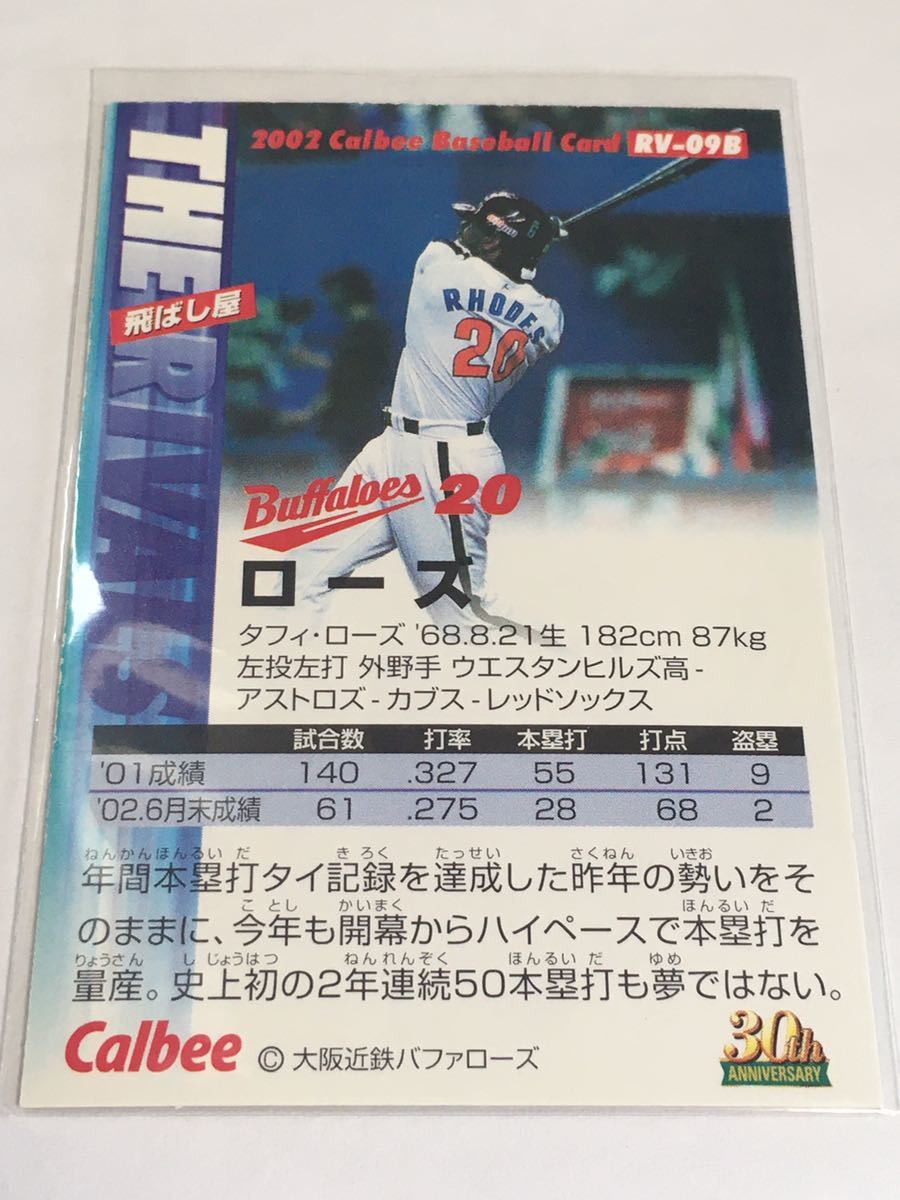 2002 Calbee Baseball Card RV-09B
THE RIVALS
飛ばし屋
RHODES
20
Buffaloes 20
ローズ
タフィ・ローズ '68.8.21生 182cm 87kg
左投左打 外野手 ウエスタンヒルズ高-
アストロズ-カブス-レッドソックス
試合数 打率 本塁打 打点 盗塁
'01成績 140 .327 55 131 9
'02.6月末成績 61 .275 28 68 2
ねんかんほんるい だ きろく たっせい さくねん いきお
年間本塁打タイ記録を達成した昨年の勢いをそ
ことし かいまく ほんるい だ
のままに、今年も開幕からハイペースで本塁打を
りょうさん しじょうはつ ねんれんぞく ほんるい だ ゆめ
量産。史上初の2年連続50本塁打も夢ではない。
Calbee © 大阪近鉄バファローズ
30th
ANNIVERSARY